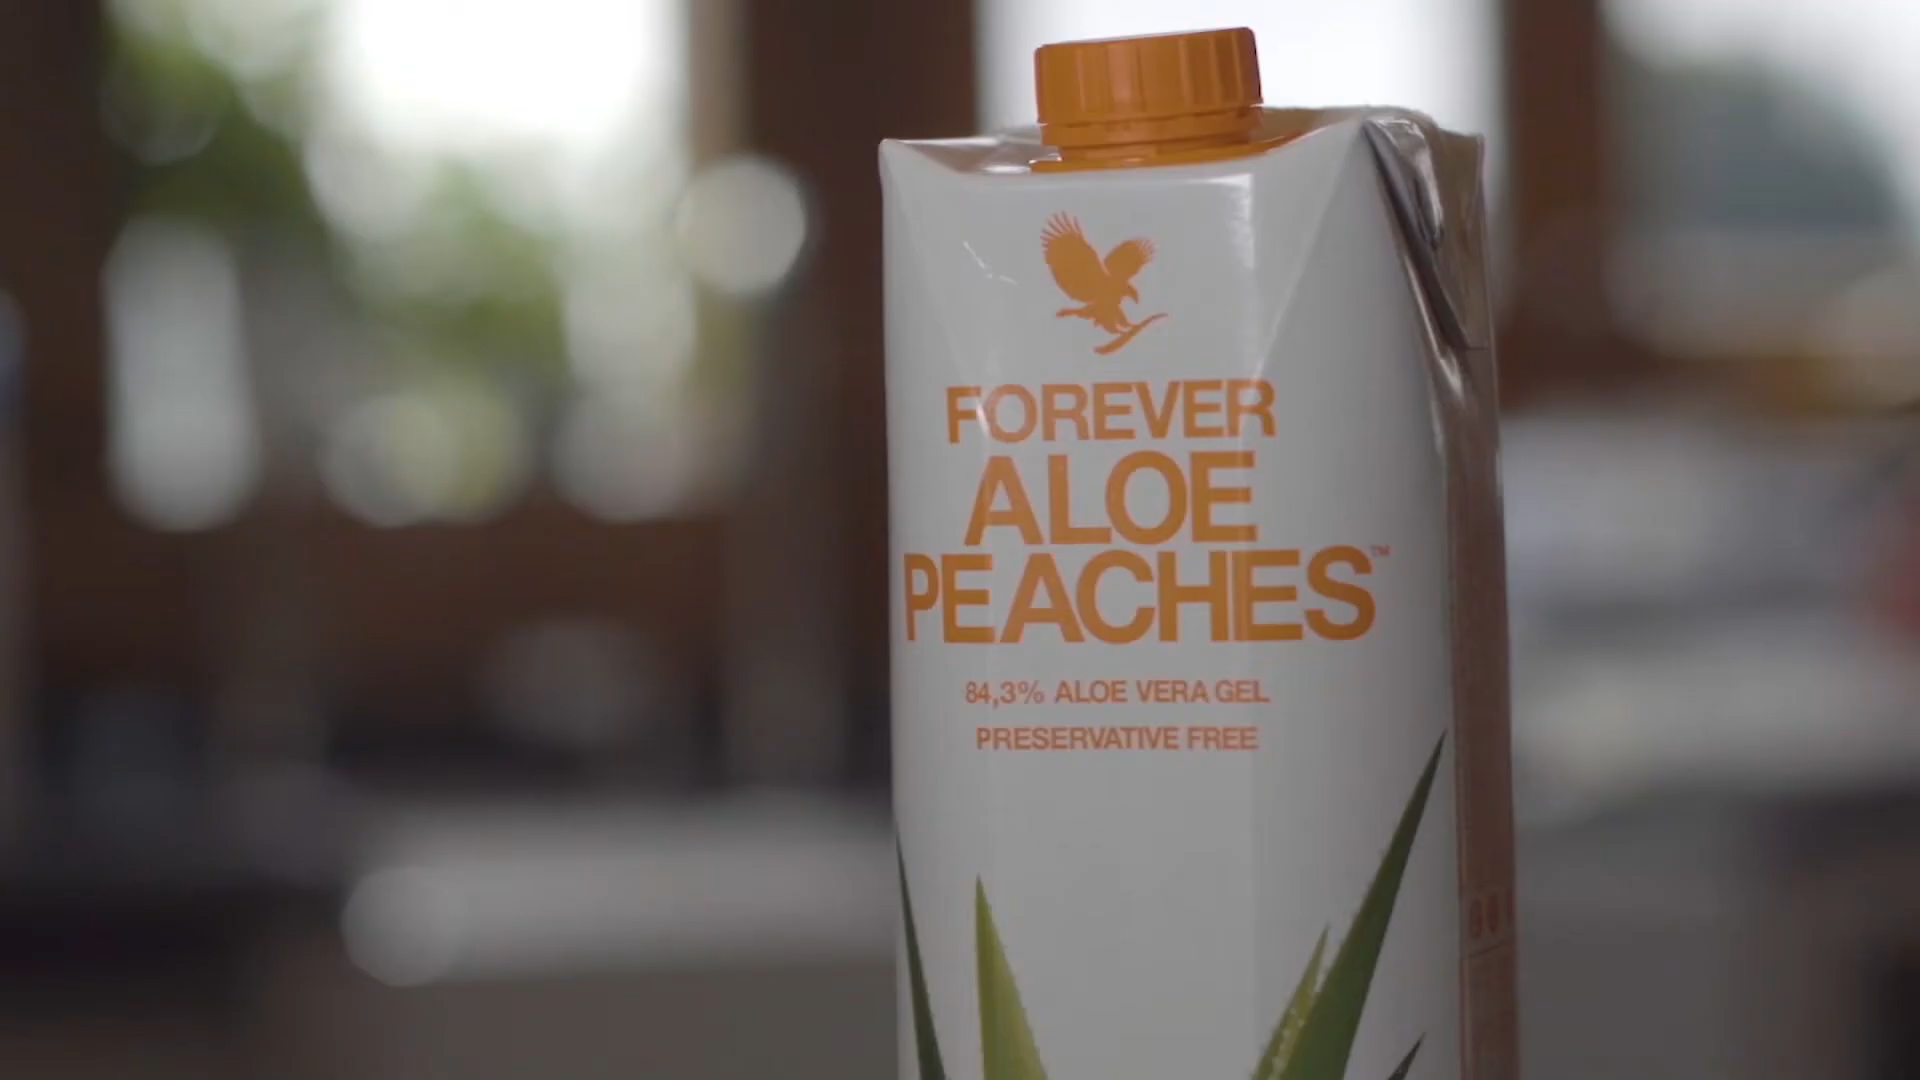 FOREVER
ALOE
PEACHES™
84,3% ALOE VERA GEL
PRESERVATIVE FREE